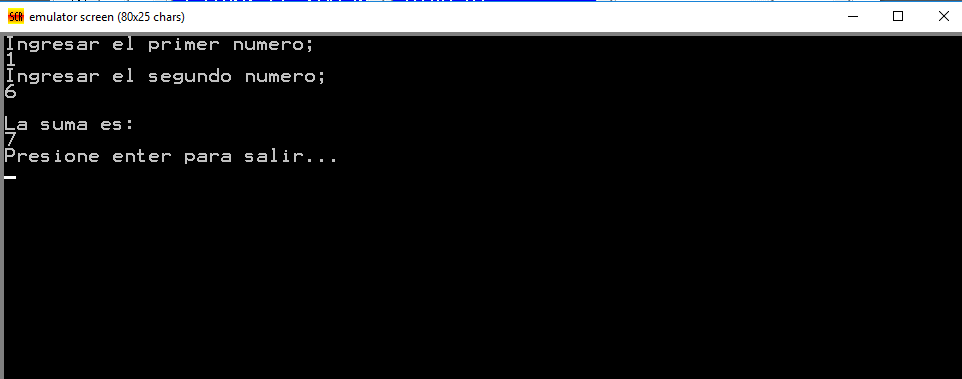 emulator screen (80x25 chars)
Ingresar el primer numero;
1
Ingresar el segundo numero;
6
La suma es:
7
Presione enter para salir...